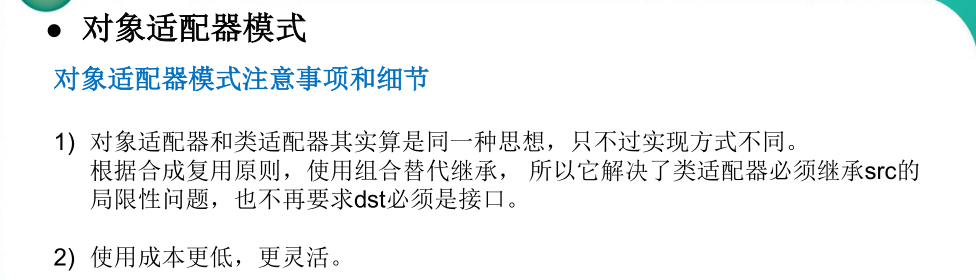 ● 对象适配器模式
对象适配器模式注意事项和细节
1) 对象适配器和类适配器其实算是同一种思想，只不过实现方式不同。
根据合成复用原则，使用组合替代继承， 所以它解决了类适配器必须继承src的
局限性问题，也不再要求dst必须是接口。
2) 使用成本更低，更灵活。